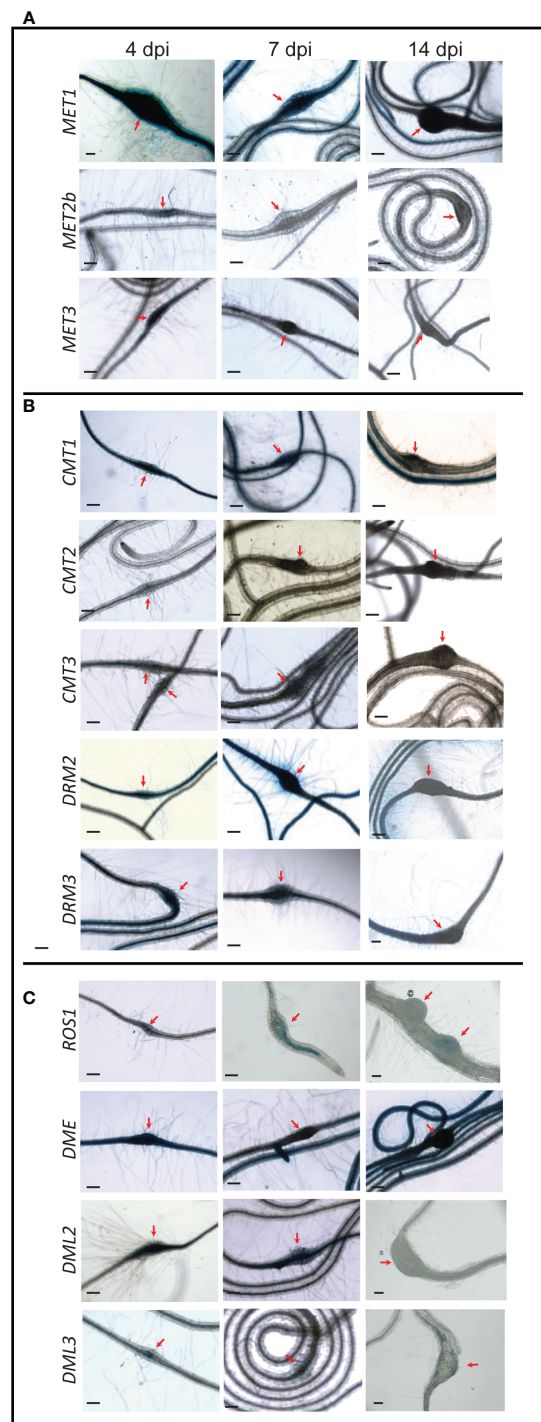 A
4 dpi 7 dpi 14 dpi
MET1
MET2b
MET3
B
CMT1
CMT2
CMT3
DRM2
DRM3
C
ROS1
DME
DML2
DML3